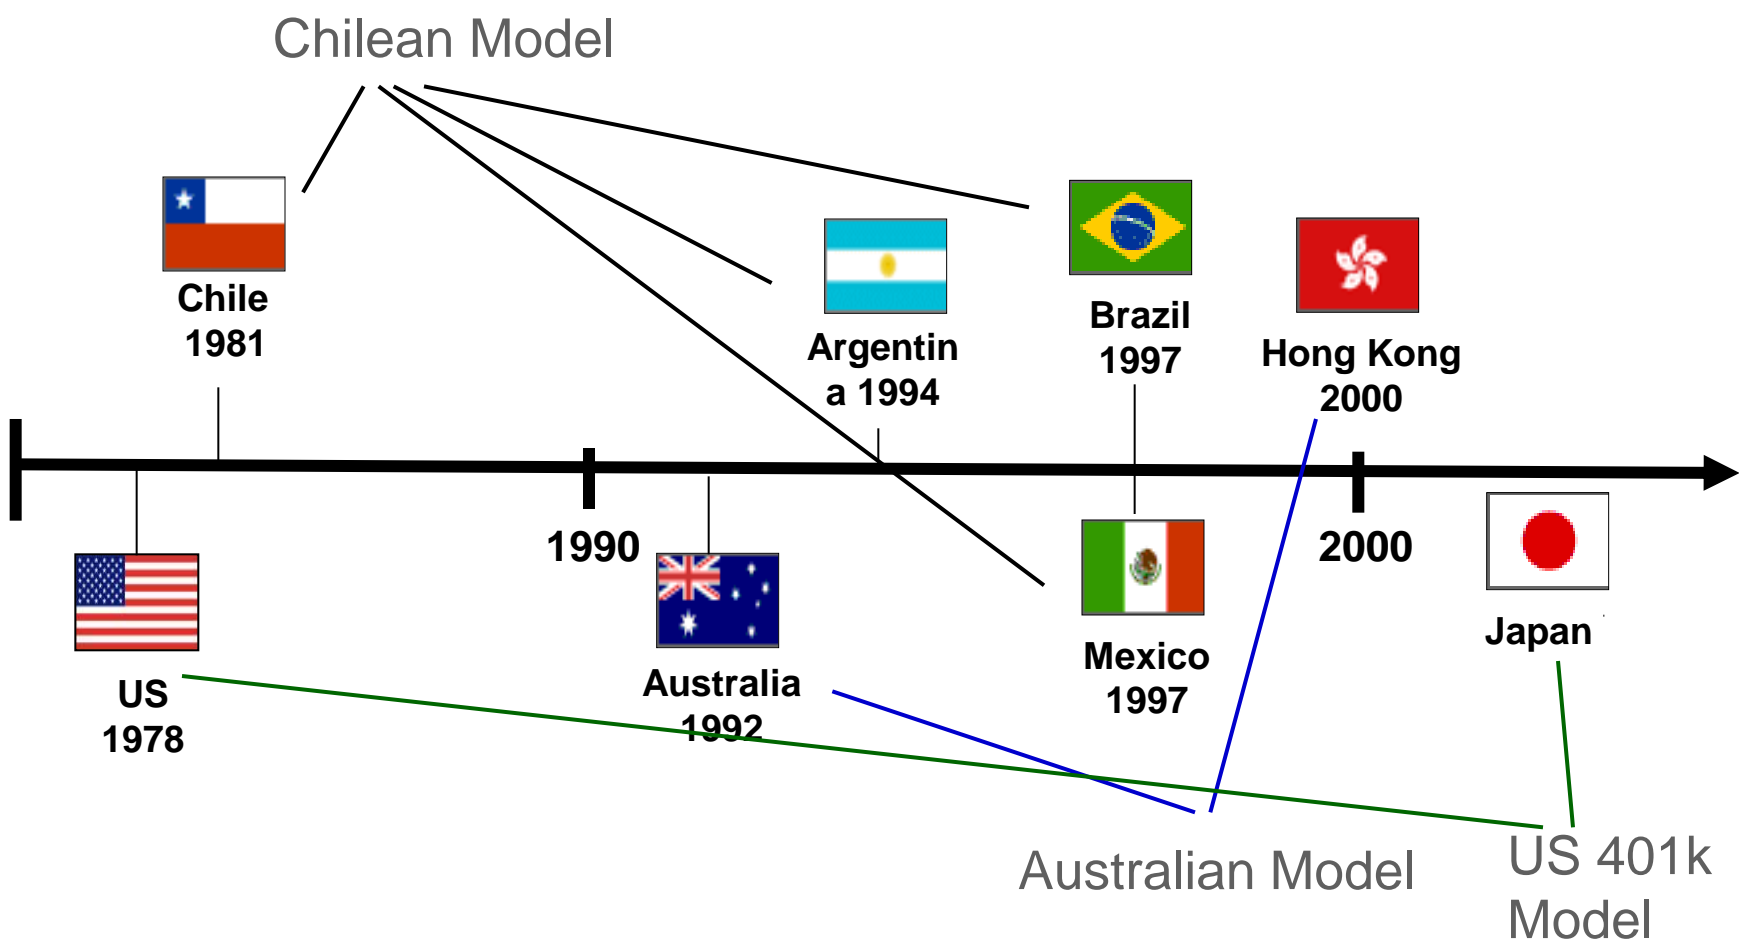 Chilean Model
Chile
1981
Argentin
a 1994
Brazil
1997
Hong Kong
2000
1990
2000
US
1978
Australia
1992
Mexico
1997
Japan
Australian Model
US 401k
Model